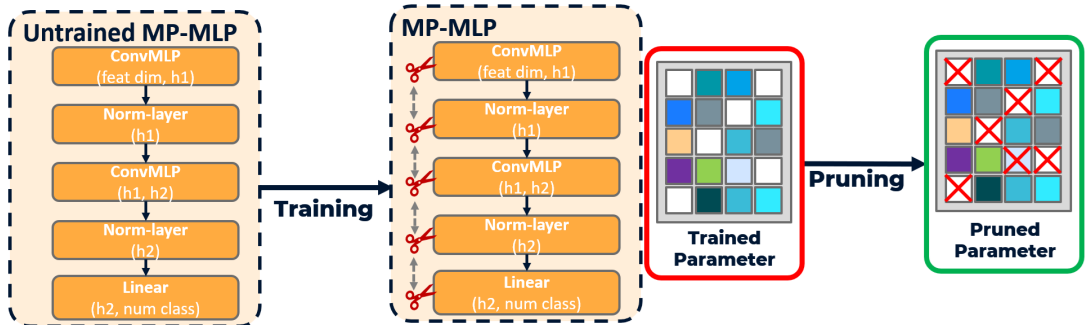 Untrained MP-MLP
ConvMLP
(feat dim, h1)
Norm-layer
(h1)
ConvMLP
(h1, h2)
Norm-layer
(h2)
Linear
(h2, num class)
Training
MP-MLP
ConvMLP
(feat dim, h1)
Norm-layer
(h1)
ConvMLP
(h1, h2)
Norm-layer
(h2)
Linear
(h2, num class)
Trained
Parameter
Pruning
Pruned
Parameter